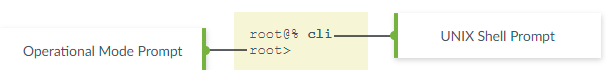 root@% cli
root>
UNIX Shell Prompt
Operational Mode Prompt